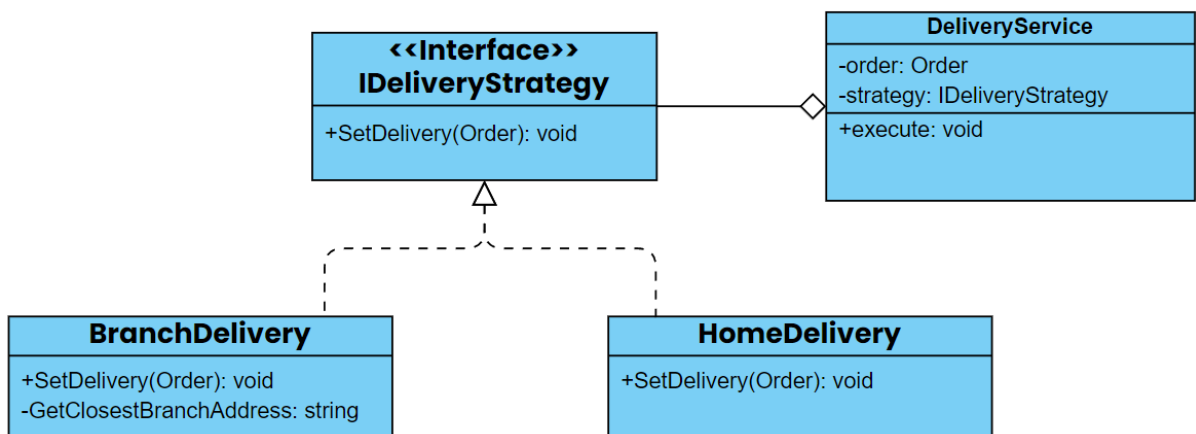 <<Interface>>
IDeliveryStrategy
+SetDelivery(Order): void
DeliveryService
-order: Order
-strategy: IDeliveryStrategy
+execute: void
BranchDelivery
+SetDelivery(Order): void
-GetClosestBranchAddress: string
HomeDelivery
+SetDelivery(Order): void